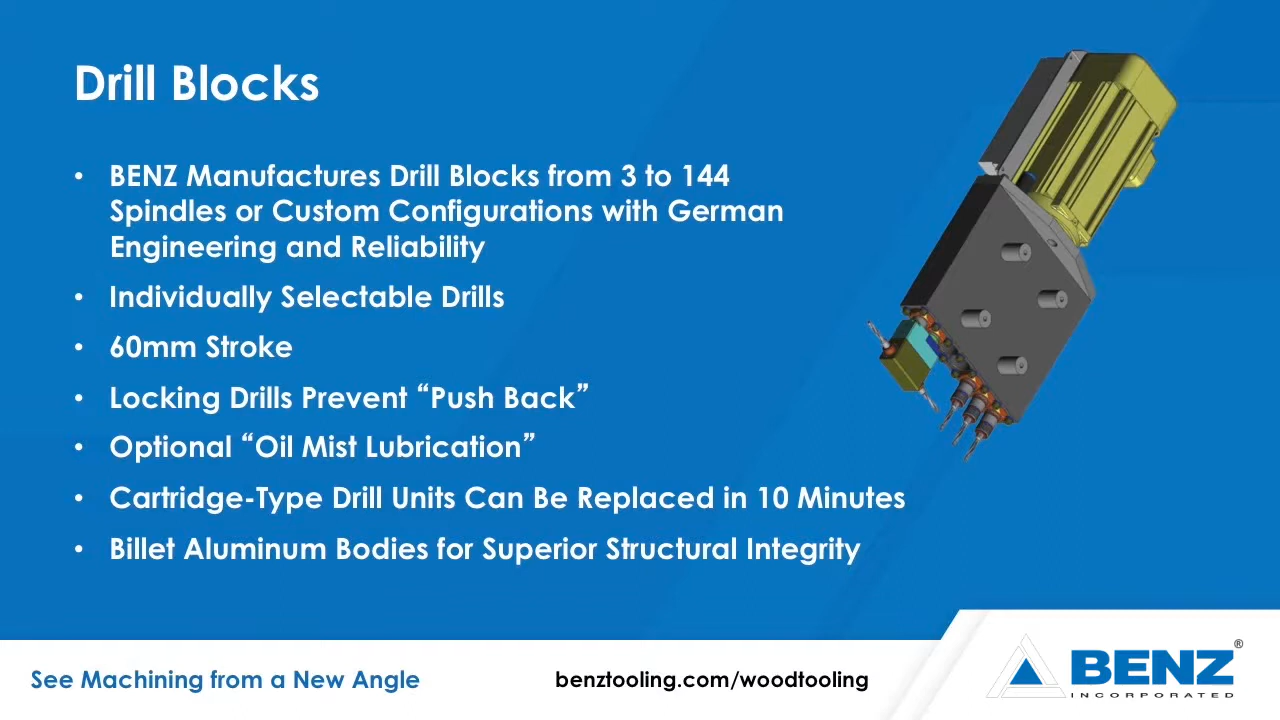 Drill Blocks
• BENZ Manufactures Drill Blocks from 3 to 144
Spindles or Custom Configurations with German
Engineering and Reliability
• Individually Selectable Drills
• 60mm Stroke
• Locking Drills Prevent “Push Back”
• Optional “Oil Mist Lubrication”
• Cartridge-Type Drill Units Can Be Replaced in 10 Minutes
• Billet Aluminum Bodies for Superior Structural Integrity
See Machining from a New Angle
benztooling.com/woodtooling
BENZ®
INCORPORATED